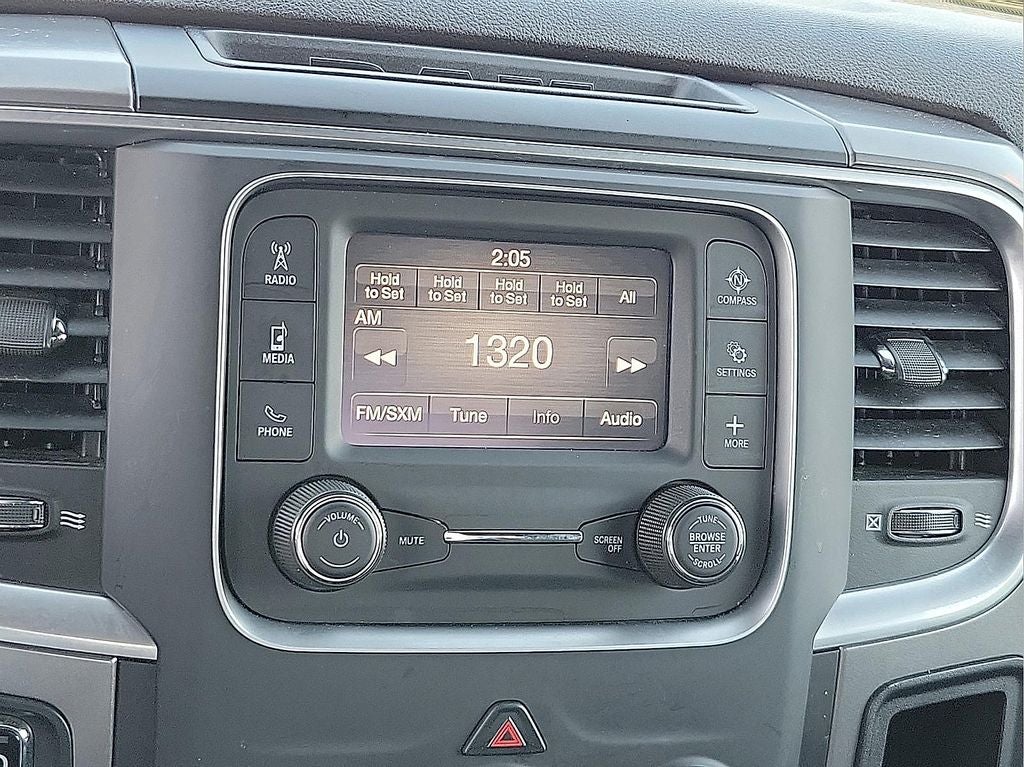 2:05
Hold to Set
Hold to Set
Hold to Set
Hold to Set
All
AM
1320
FM/SXM
Tune
Info
Audio
RADIO
MEDIA
PHONE
N
COMPASS
SETTINGS
MORE
VOLUME
MUTE
SCREEN
OFF
TUNE
BROWSE
ENTER
SCROLL